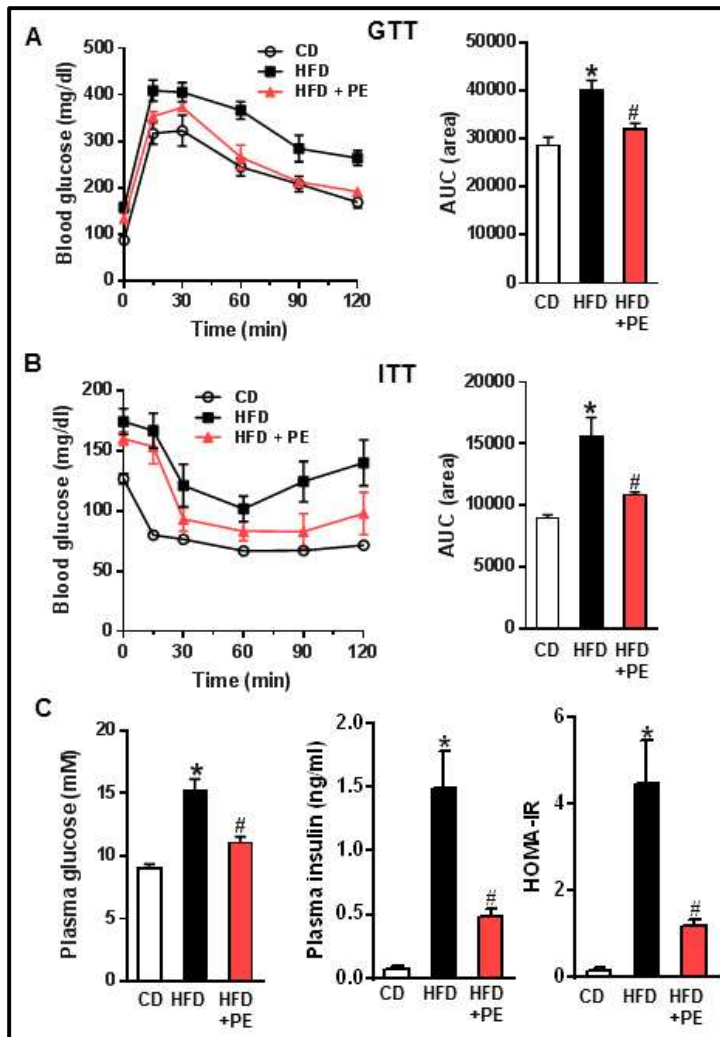 A
GTT
CD
HFD
HFD + PE
Blood glucose (mg/dl)
500
400
300
200
100
0
0 30 60 90 120
Time (min)
AUC (area)
50000
40000
30000
20000
10000
0
*
#
CD HFD HFD
+PE
B
ITT
CD
HFD
HFD + PE
Blood glucose (mg/dl)
200
150
100
50
0
0 30 60 90 120
Time (min)
AUC (area)
20000
15000
10000
5000
0
*
#
CD HFD HFD
+PE
C
Plasma glucose (mM)
20
15
10
5
0
*
#
CD HFD HFD
+PE
Plasma insulin (ng/ml)
2.0
1.5
1.0
0.5
0.0
*
#
CD HFD HFD
+PE
HOMA-IR
6
4
2
0
*
#
CD HFD HFD
+PE